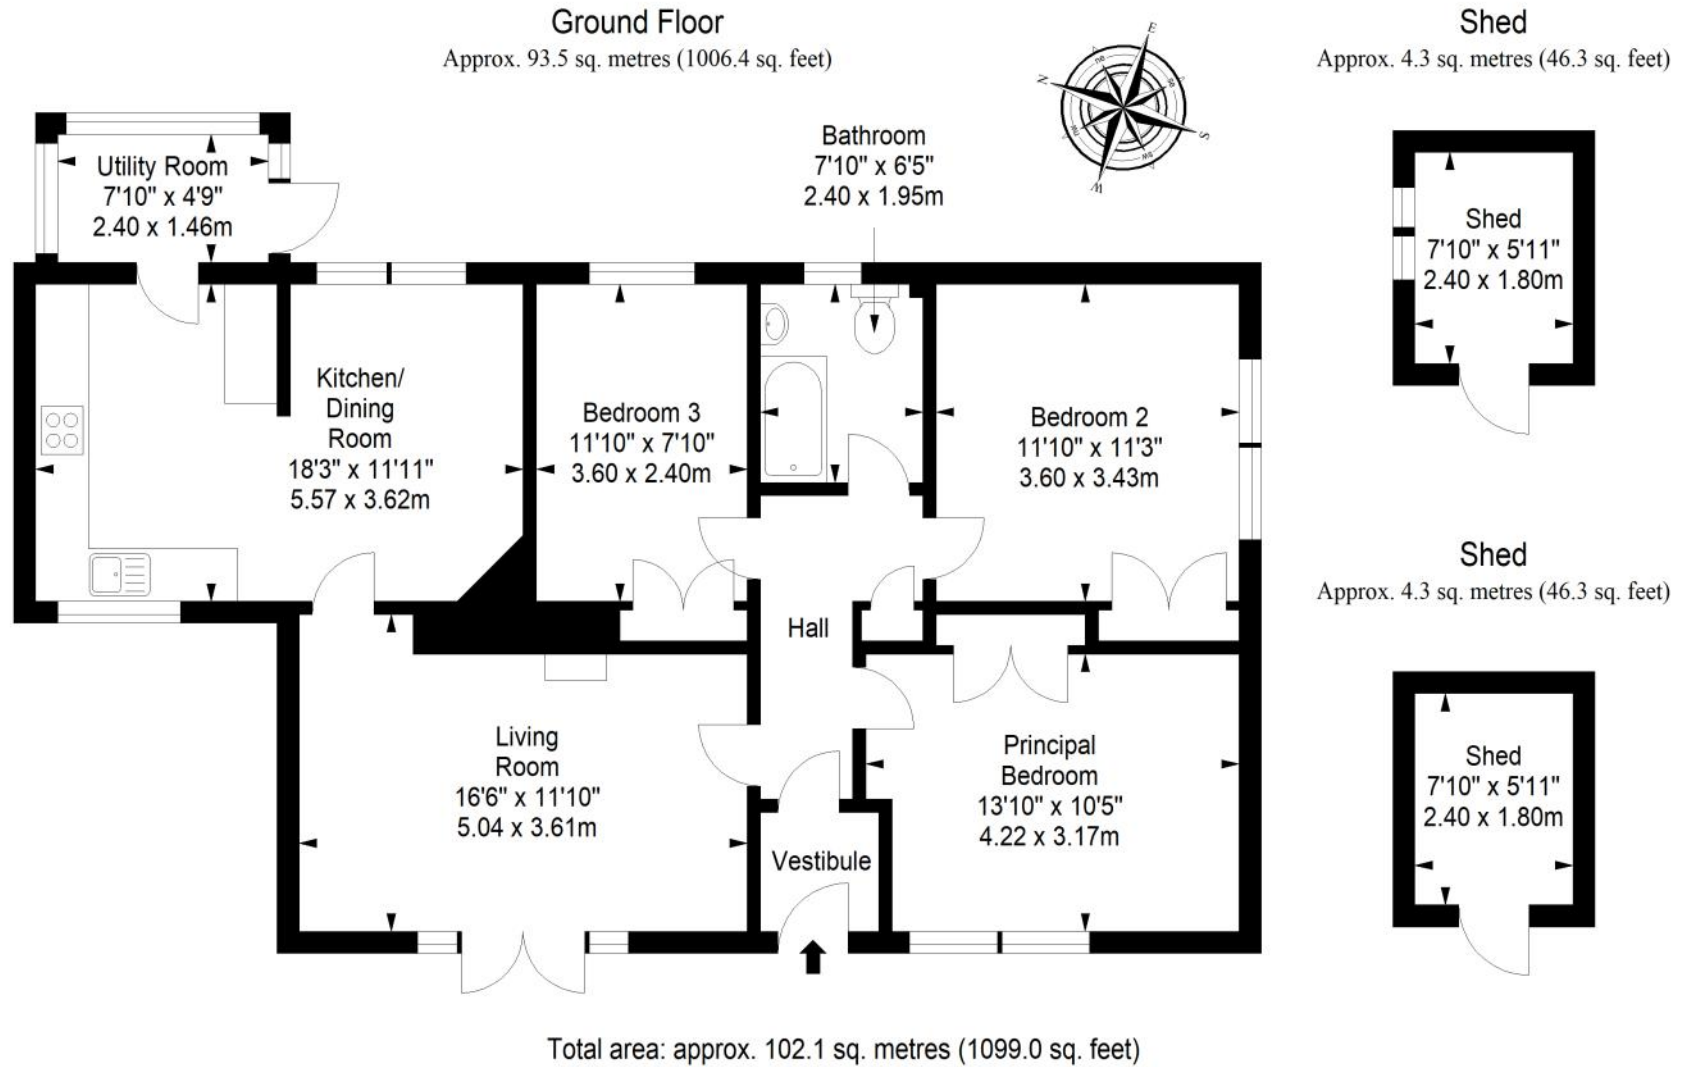 Ground Floor
Approx. 93.5 sq. metres (1006.4 sq. feet)
Shed
Approx. 4.3 sq. metres (46.3 sq. feet)
E
N
S
W
ne
se
nw
sw
Utility Room
7'10" x 4'9"
2.40 x 1.46m
Bathroom
7'10" x 6'5"
2.40 x 1.95m
Shed
7'10" x 5'11"
2.40 x 1.80m
Kitchen/
Dining
Room
18'3" x 11'11"
5.57 x 3.62m
Bedroom 3
11'10" x 7'10"
3.60 x 2.40m
Bedroom 2
11'10" x 11'3"
3.60 x 3.43m
Shed
Approx. 4.3 sq. metres (46.3 sq. feet)
Hall
Living
Room
16'6" x 11'10"
5.04 x 3.61m
Principal
Bedroom
13'10" x 10'5"
4.22 x 3.17m
Shed
7'10" x 5'11"
2.40 x 1.80m
Vestibule
Total area: approx. 102.1 sq. metres (1099.0 sq. feet)